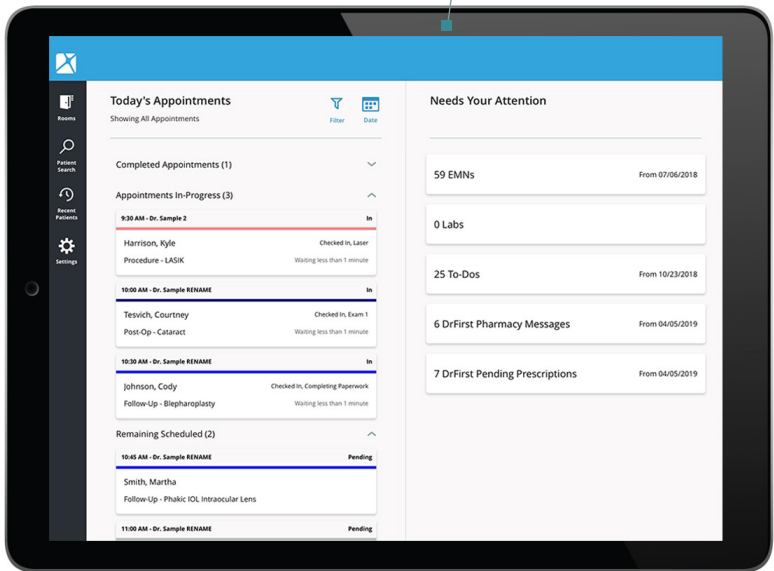 Rooms
Patient
Search
Recent
Patients
Settings
Today's Appointments
Showing All Appointments
Filter
Date
Completed Appointments (1)
Appointments In-Progress (3)
9:30 AM - Dr. Sample 2 In
Harrison, Kyle Checked In, Laser
Procedure - LASIK Waiting less than 1 minute
10:00 AM - Dr. Sample RENAME In
Tesvich, Courtney Checked In, Exam 1
Post-Op - Cataract Waiting less than 1 minute
10:30 AM - Dr. Sample RENAME In
Johnson, Cody Checked In, Completing Paperwork
Follow-Up - Blepharoplasty Waiting less than 1 minute
Remaining Scheduled (2)
10:45 AM - Dr. Sample RENAME Pending
Smith, Martha
Follow-Up - Phakic IOL Intraocular Lens
11:00 AM - Dr. Sample RENAME Pending
Needs Your Attention
59 EMNs From 07/06/2018
0 Labs
25 To-Dos From 10/23/2018
6 DrFirst Pharmacy Messages From 04/05/2019
7 DrFirst Pending Prescriptions From 04/05/2019